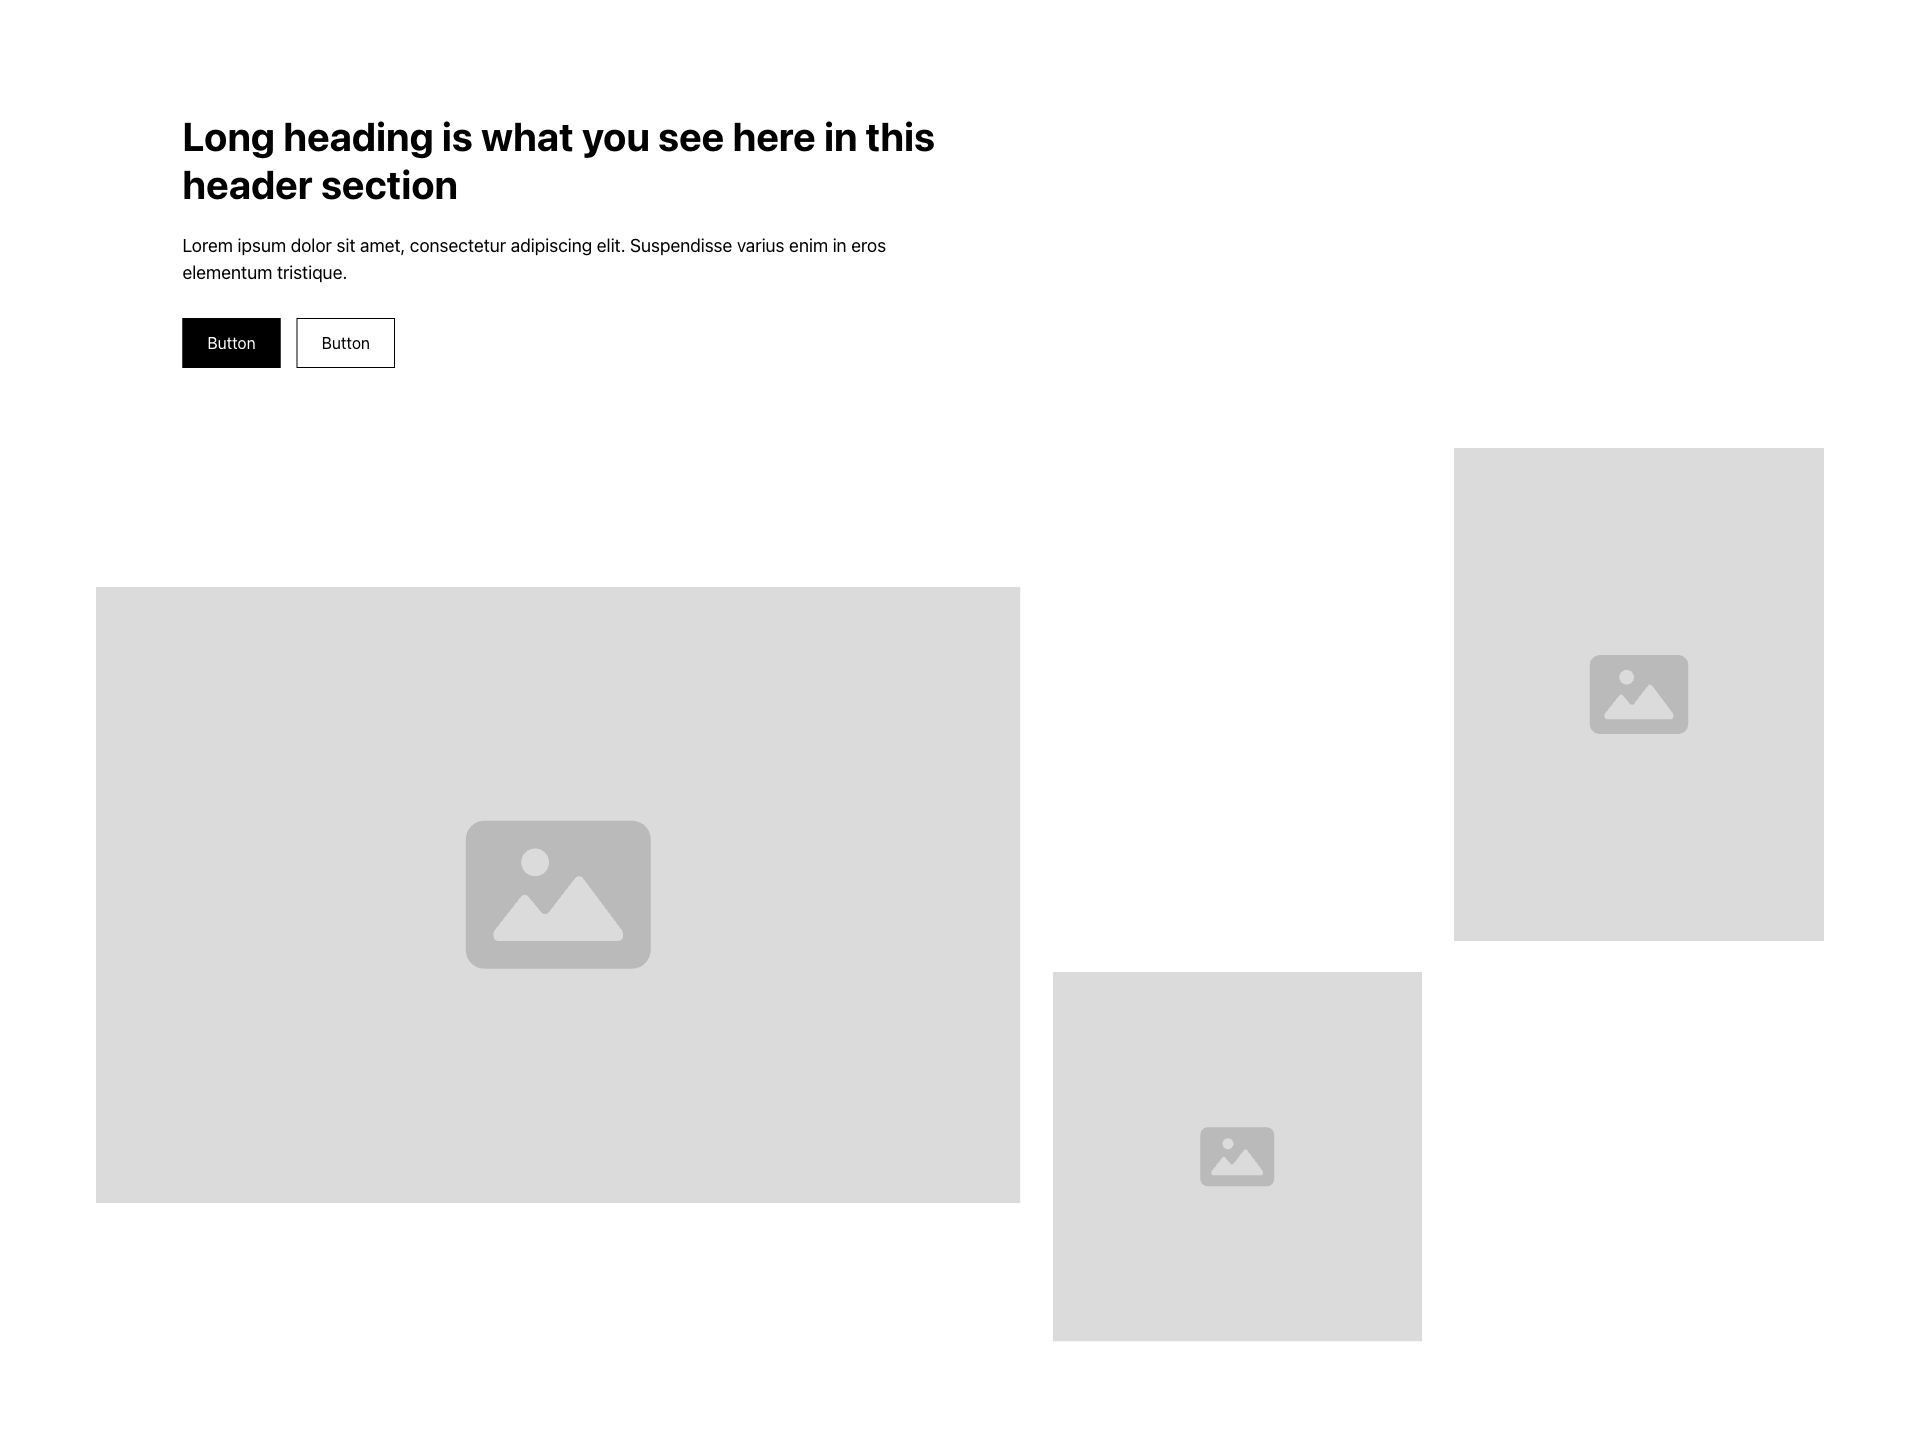 Long heading is what you see here in this
header section
Lorem ipsum dolor sit amet, consectetur adipiscing elit. Suspendisse varius enim in eros
elementum tristique.
Button Button